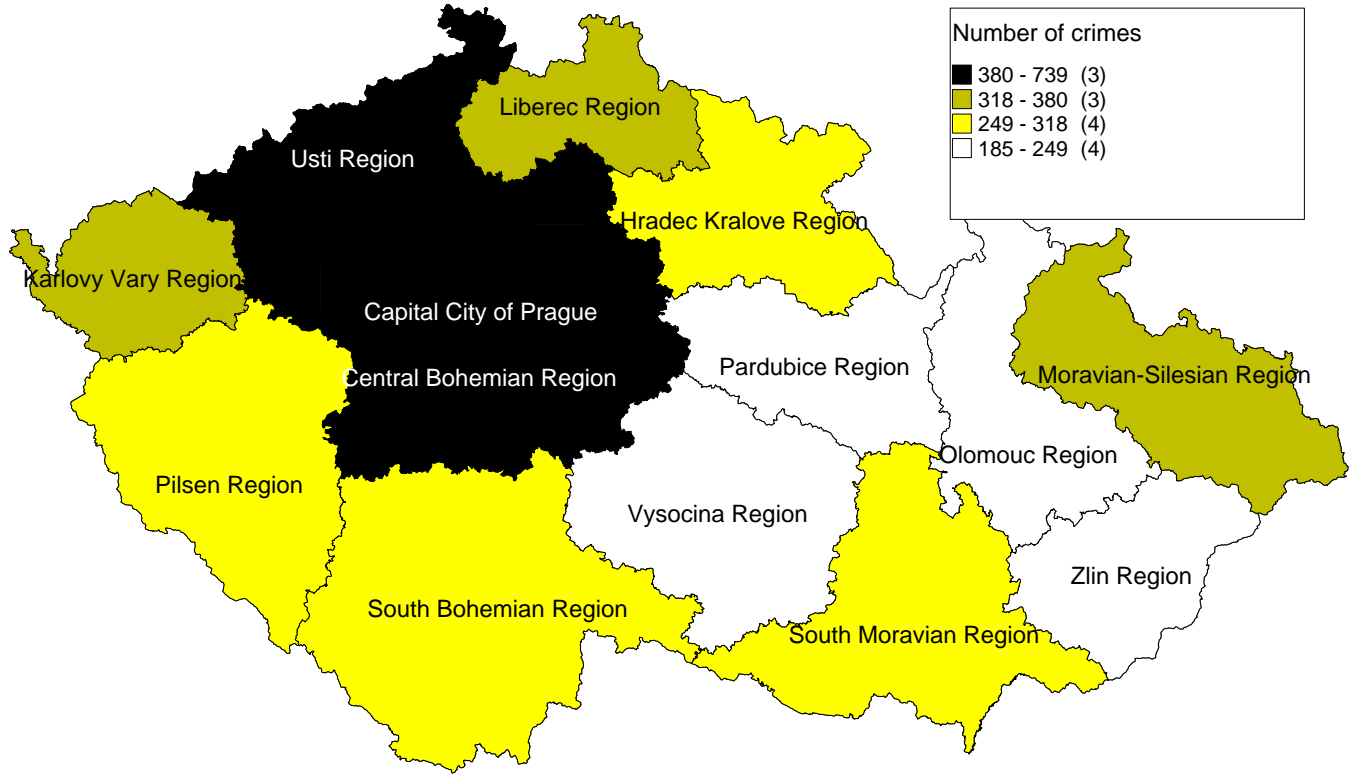 Number of crimes
380 - 739 (3)
318 - 380 (3)
249 - 318 (4)
185 - 249 (4)
Liberec Region
Usti Region
Hradec Kralove Region
Karlovy Vary Region
Capital City of Prague
Pardubice Region
Central Bohemian Region
Moravian-Silesian Region
Olomouc Region
Pilsen Region
Vysocina Region
Zlin Region
South Bohemian Region
South Moravian Region